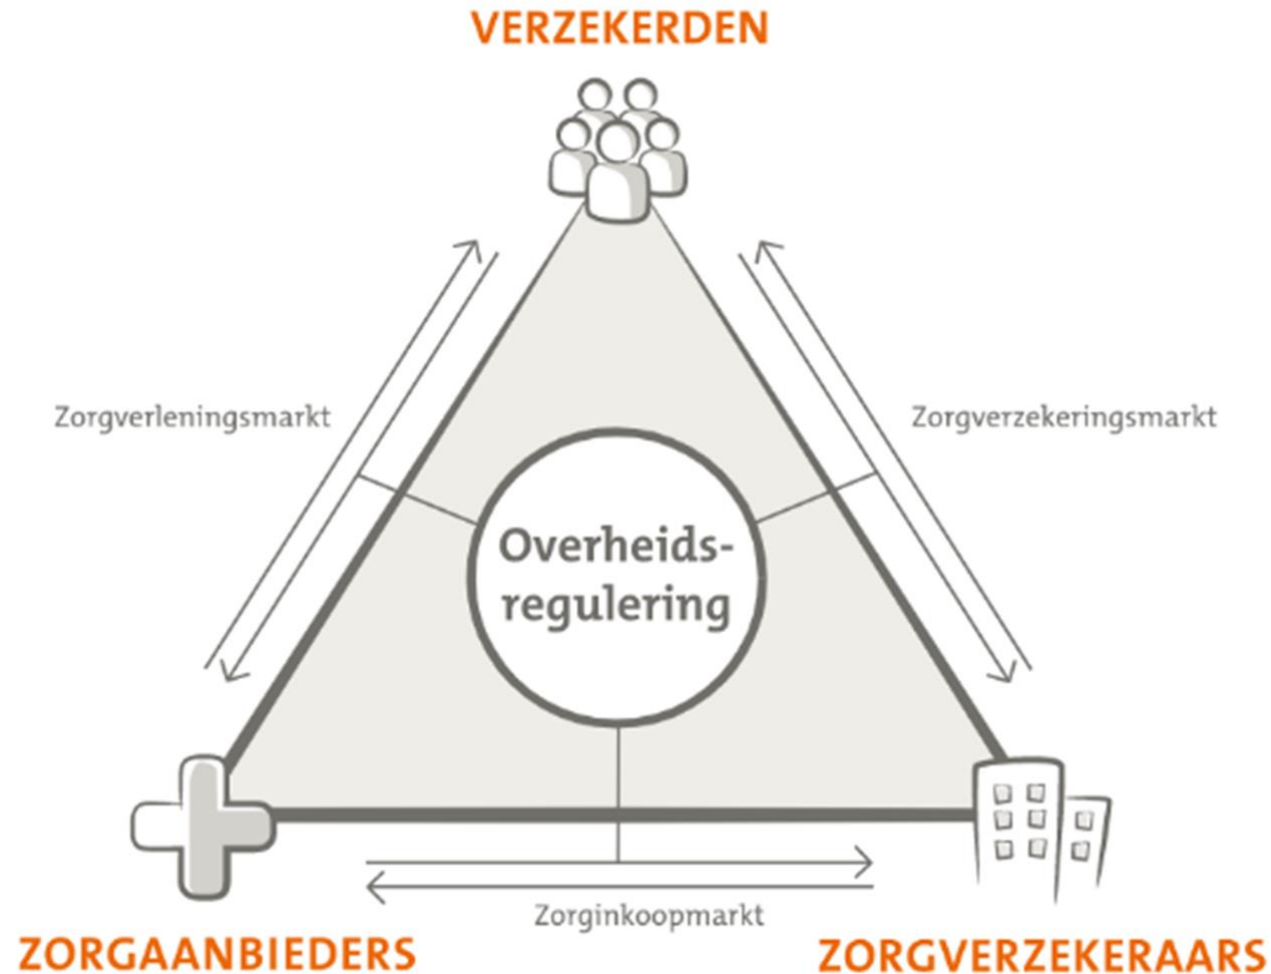 VERZEKERDEN
Zorgverleningsmarkt
Zorgverzekeringsmarkt
Overheids-
regulering
Zorginkoopmarkt
ZORGAANBIEDERS
ZORGVERZEKERAARS